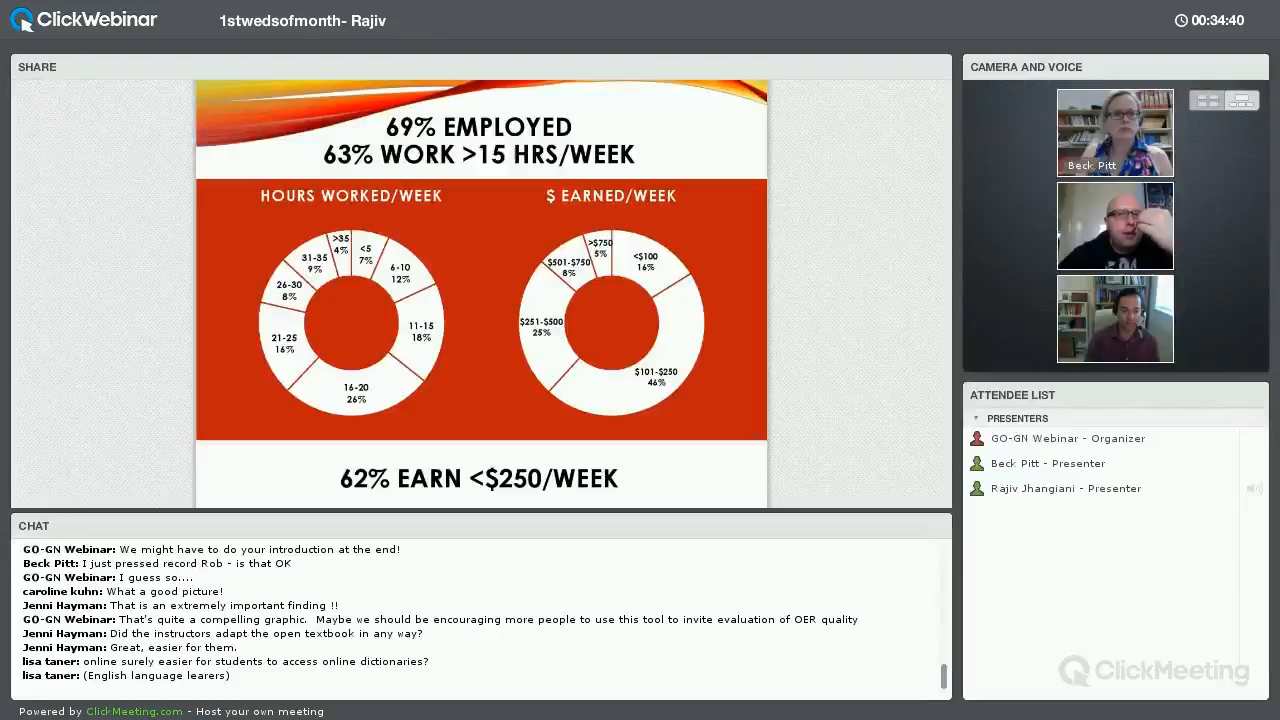 ClickWebinar
1stwedsofmonth- Rajiv
00:34:40
SHARE
69% EMPLOYED
63% WORK >15 HRS/WEEK
HOURS WORKED/WEEK
<5
7%
6-10
12%
11-15
18%
16-20
26%
21-25
16%
26-30
8%
31-35
9%
>35
4%
$ EARNED/WEEK
<$100
16%
$101-$250
46%
$251-$500
25%
$501-$750
8%
>$750
5%
62% EARN <$250/WEEK
CAMERA AND VOICE
Beck Pitt
ATTENDEE LIST
PRESENTERS
GO-GN Webinar - Organizer
Beck Pitt - Presenter
Rajiv Jhangiani - Presenter
ClickMeeting
CHAT
GO-GN Webinar: We might have to do your introduction at the end!
Beck Pitt: I just pressed record Rob - is that OK
GO-GN Webinar: I guess so....
caroline kuhn: What a good picture!
Jenni Hayman: That is an extremely important finding !!
GO-GN Webinar: That's quite a compelling graphic.  Maybe we should be encouraging more people to use this tool to invite evaluation of OER quality
Jenni Hayman: Did the instructors adapt the open textbook in any way?
Jenni Hayman: Great, easier for them.
lisa taner: online surely easier for students to access online dictionaries?
lisa taner: (English language learers)
Powered by ClickMeeting.com - Host your own meeting